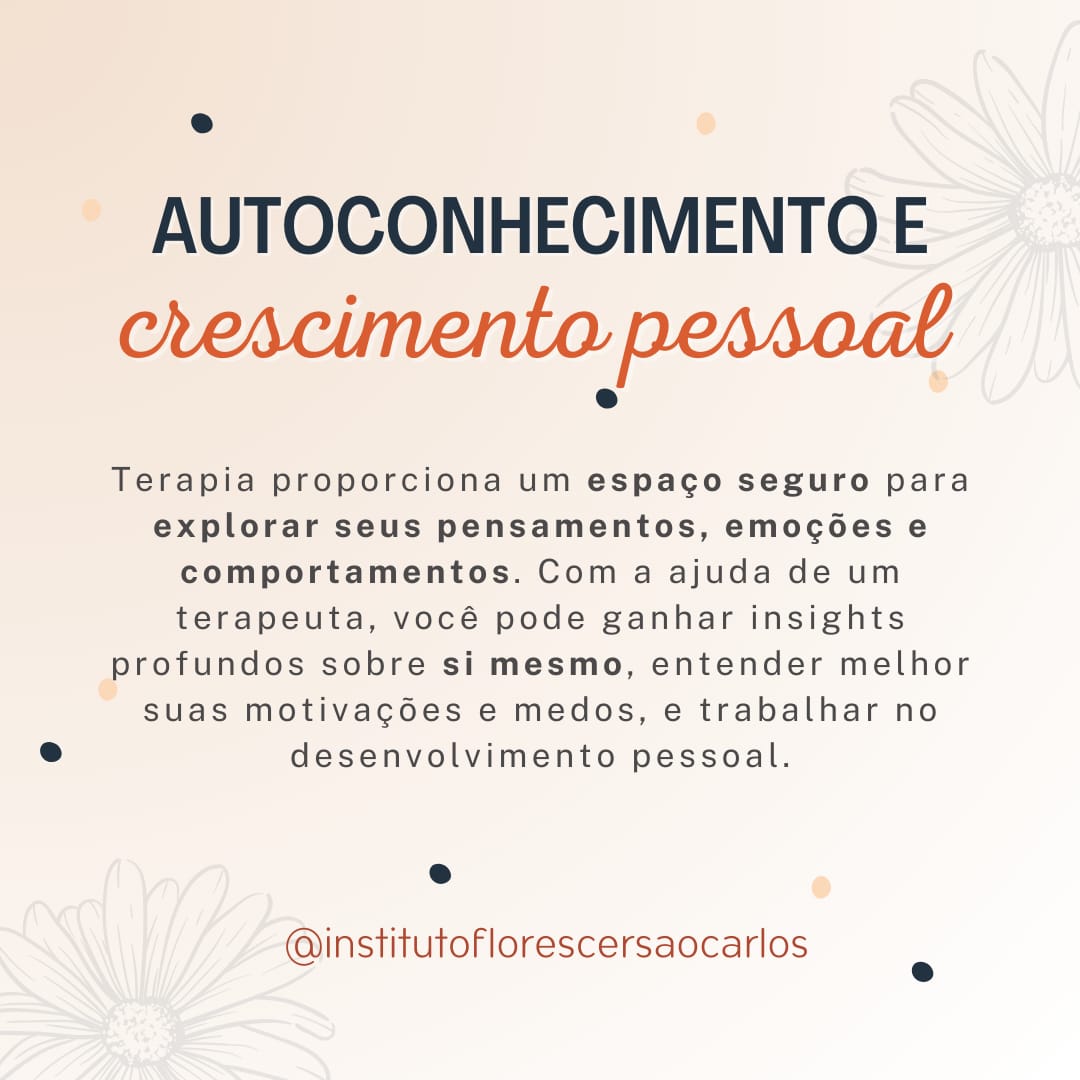 AUTOCONHECIMENTO E
crescimento pessoal
Terapia proporciona um espaço seguro para
explorar seus pensamentos, emoções e
comportamentos. Com a ajuda de um
terapeuta, você pode ganhar insights
profundos sobre si mesmo, entender melhor
suas motivações e medos, e trabalhar no
desenvolvimento pessoal.
@institutoflorescersaocarlos